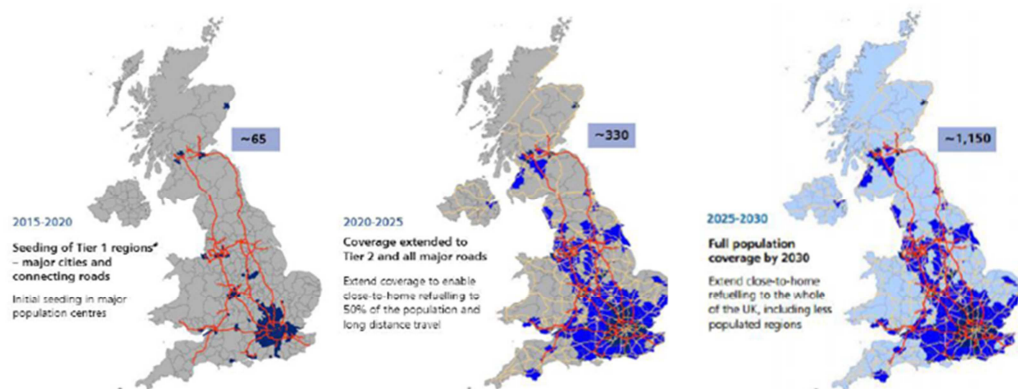 ~65
2015-2020
Seeding of Tier 1 regions#
– major cities and
connecting roads
Initial seeding in major
population centres
~330
2020-2025
Coverage extended to
Tier 2 and all major roads
Extend coverage to enable
close-to-home refuelling to
50% of the population and
long distance travel
~1,150
2025-2030
Full population
coverage by 2030
Extend close-to-home
refuelling to the whole
of the UK, including less
populated regions